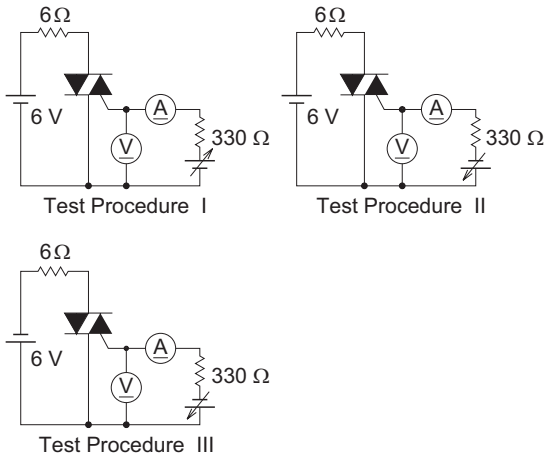 6Ω
6 V
A
V
330 Ω
Test Procedure I
6Ω
6 V
A
V
330 Ω
Test Procedure II
6Ω
6 V
A
V
330 Ω
Test Procedure III